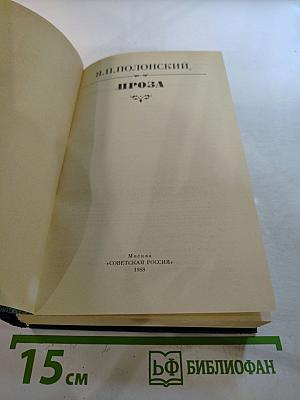 Я.П.ПОЛОНСКИЙ
ПРОЗА
Москва
«СОВЕТСКАЯ РОССИЯ»
1988
15 см
БФ БИБЛИОФАН